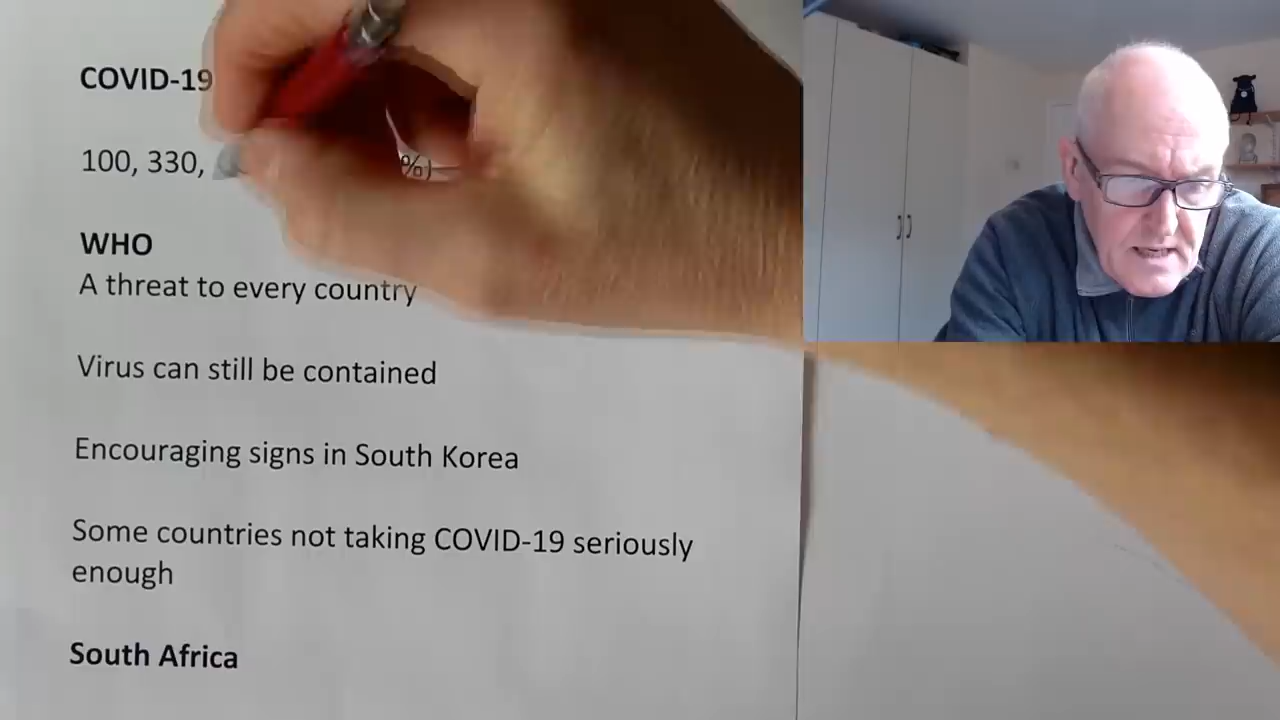 COVID-19
100, 330, %)
WHO
A threat to every country
Virus can still be contained
Encouraging signs in South Korea
Some countries not taking COVID-19 seriously
enough
South Africa